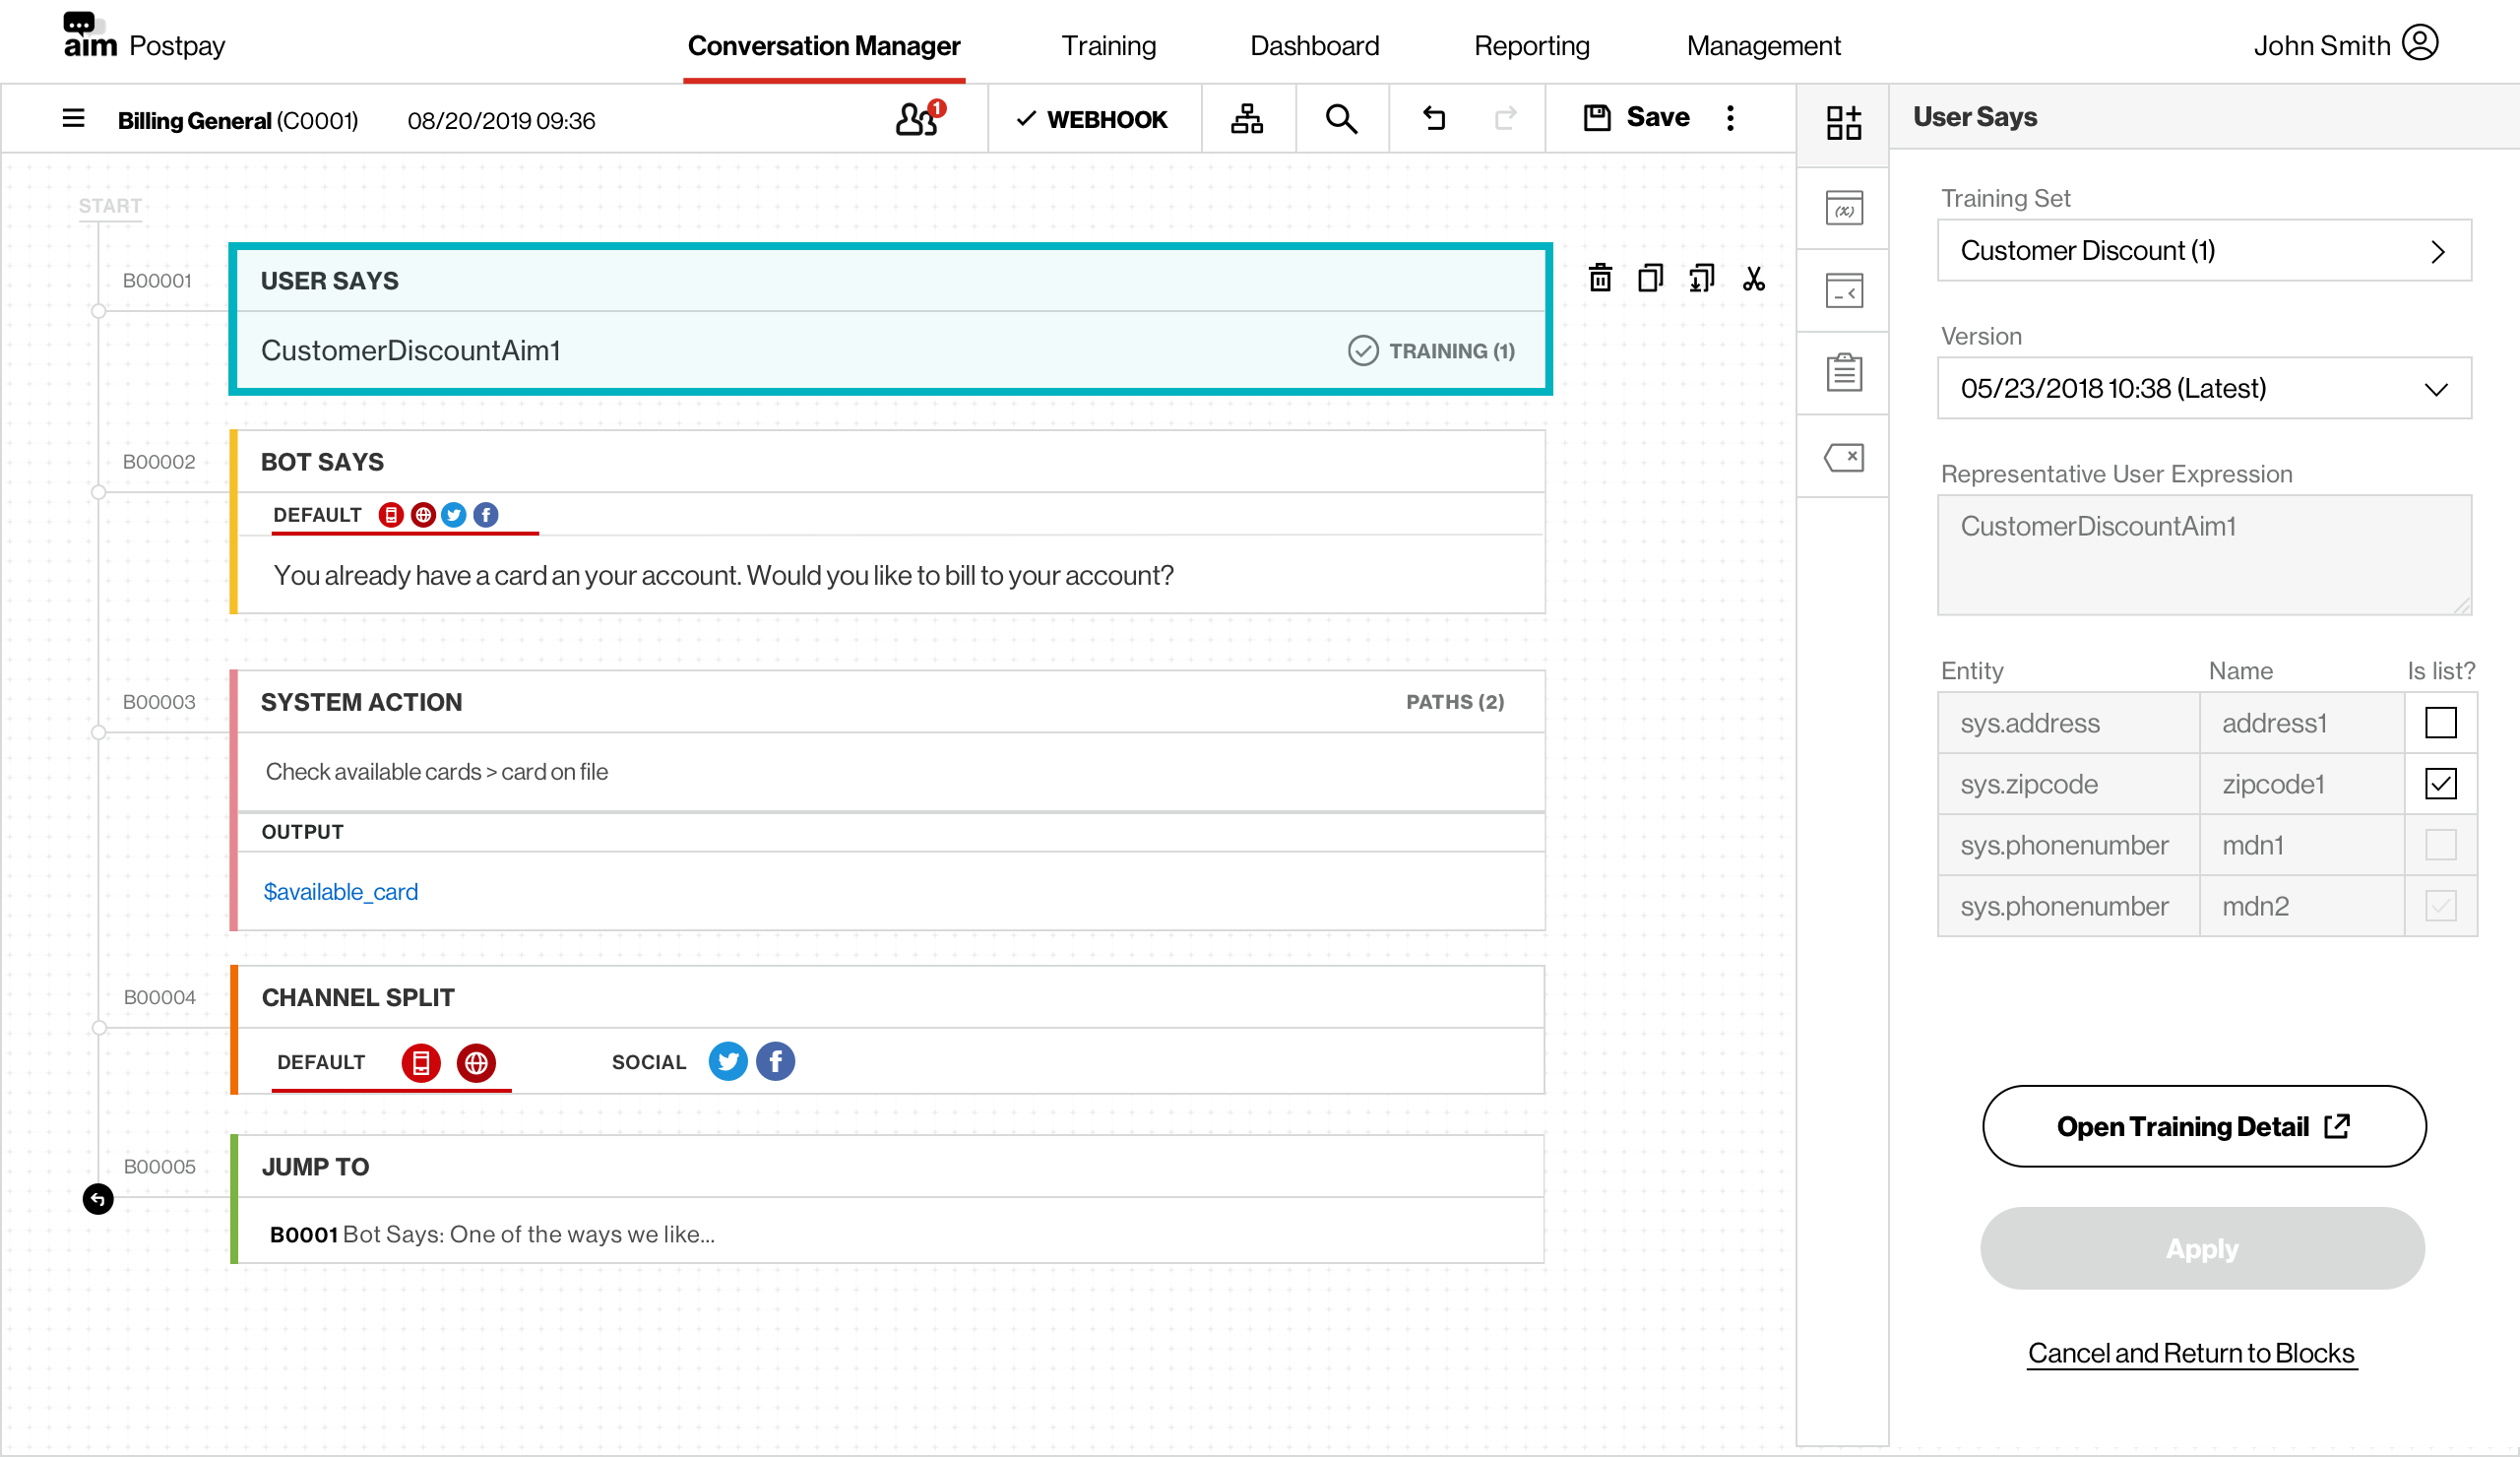 aim Postpay
Conversation Manager
Training
Dashboard
Reporting
Management
John Smith
Billing General (C0001)
08/20/2019 09:36
1
WEBHOOK
Save
User Says
START
B00001
USER SAYS
CustomerDiscountAim1
TRAINING (1)
B00002
BOT SAYS
DEFAULT
You already have a card an your account. Would you like to bill to your account?
B00003
SYSTEM ACTION
PATHS (2)
Check available cards > card on file
OUTPUT
$available_card
B00004
CHANNEL SPLIT
DEFAULT
SOCIAL
B00005
JUMP TO
B0001 Bot Says: One of the ways we like...
(x)
Training Set
Customer Discount (1)
Version
05/23/2018 10:38 (Latest)
Representative User Expression
CustomerDiscountAim1
Entity Name Is list?
sys.address address1
sys.zipcode zipcode1
sys.phonenumber mdn1
sys.phonenumber mdn2
Open Training Detail
Apply
Cancel and Return to Blocks